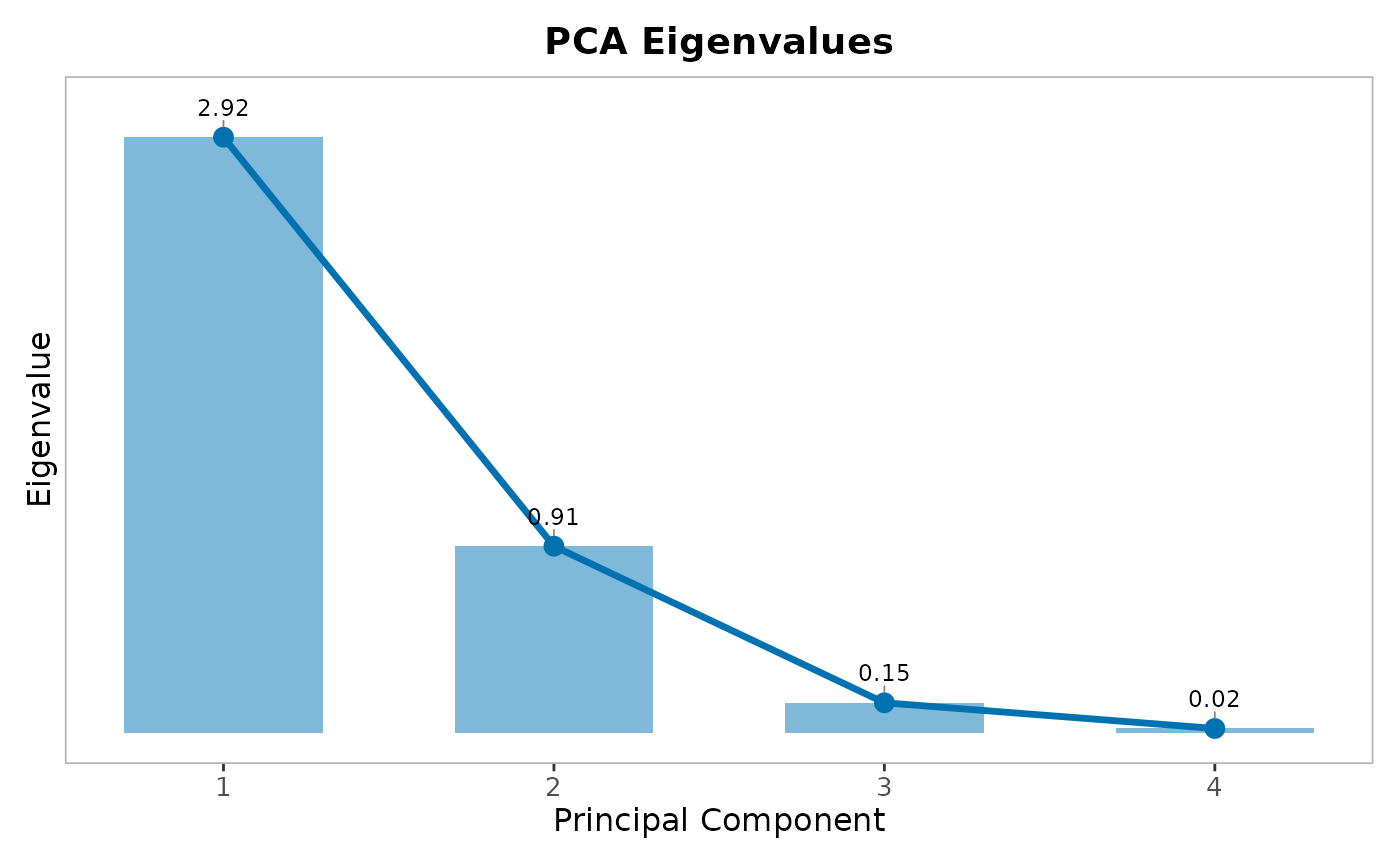 PCA Eigenvalues
2.92
0.91
0.15
0.02
Eigenvalue
1 2 3 4
Principal Component